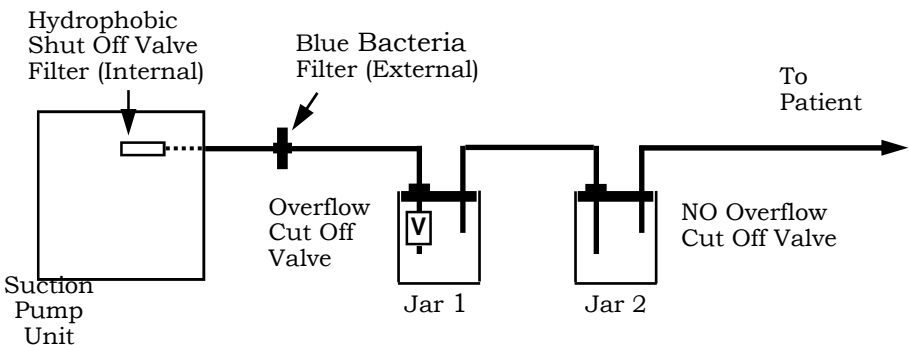 Hydrophobic
Shut Off Valve
Filter (Internal)
Blue Bacteria
Filter (External)
To
Patient
Overflow
Cut Off
Valve
V
NO Overflow
Cut Off Valve
Suction
Pump
Unit
Jar 1
Jar 2